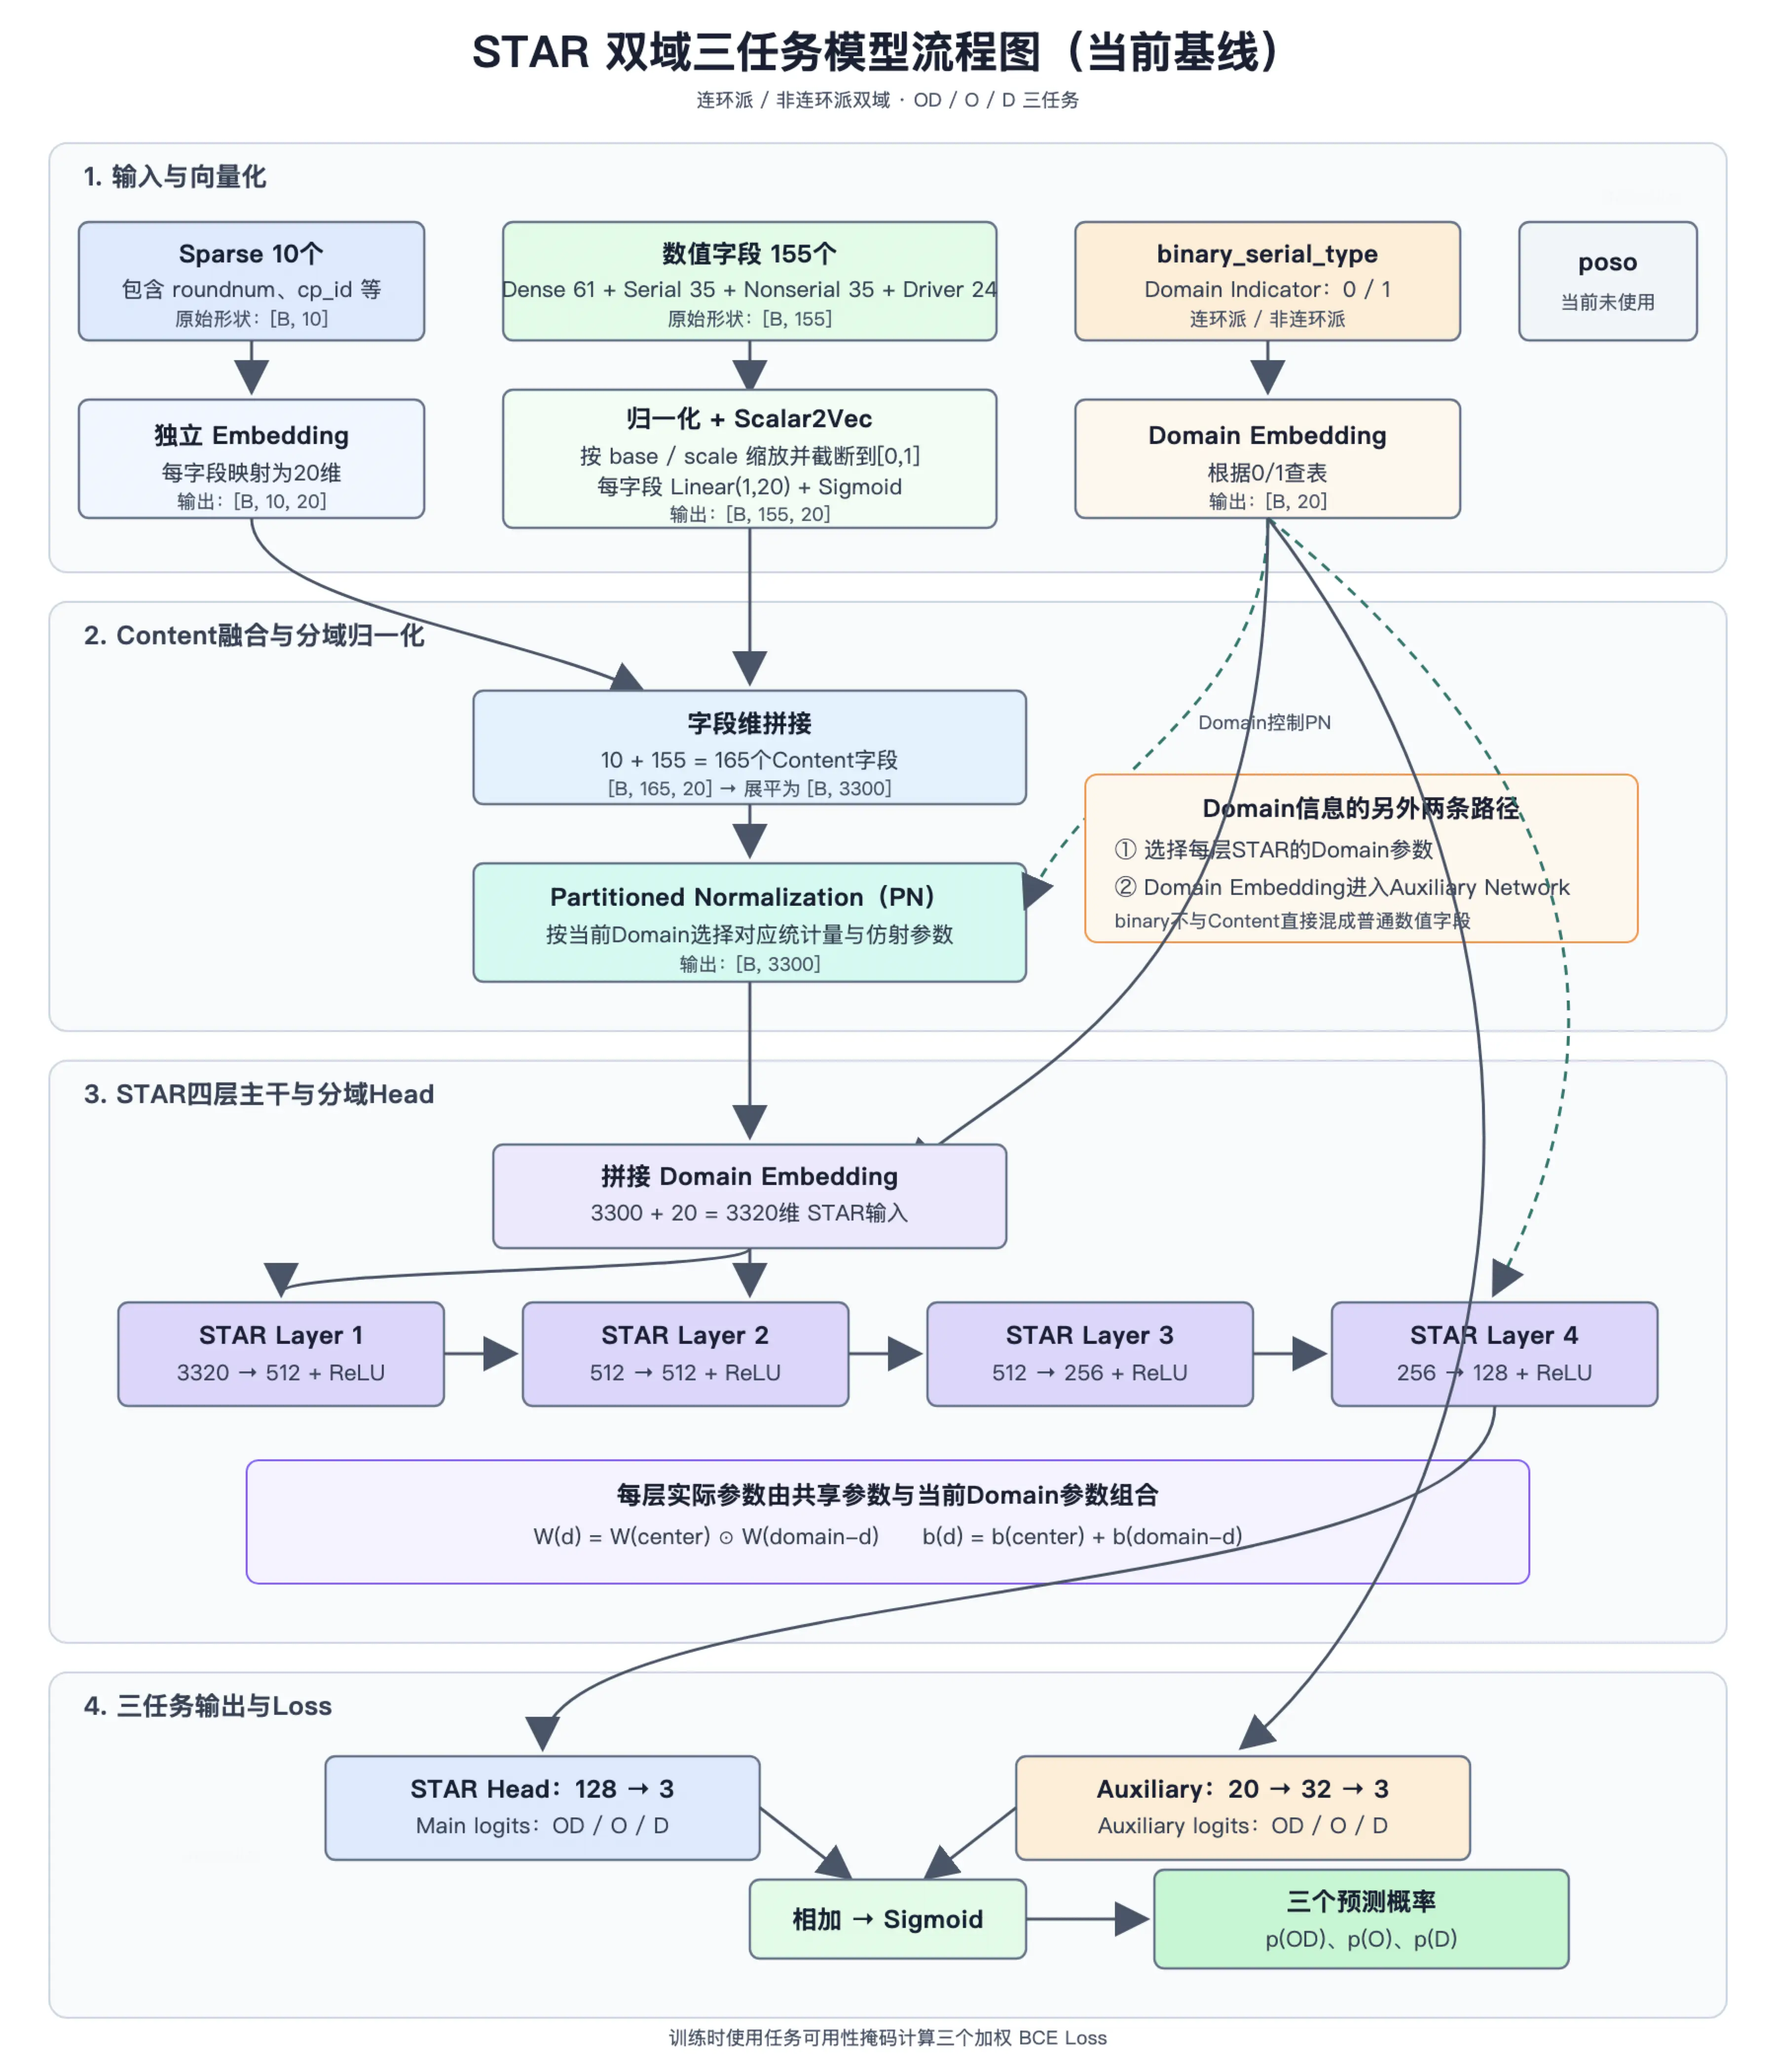 STAR 双域三任务模型流程图（当前基线）
连环派 / 非连环派双域 · OD / O / D 三任务
1. 输入与向量化
Sparse 10个
包含 roundnum、cp_id 等
原始形状：[B, 10]
数值字段 155个
Dense 61 + Serial 35 + Nonserial 35 + Driver 24
原始形状：[B, 155]
binary_serial_type
Domain Indicator：0 / 1
连环派 / 非连环派
poso
当前未使用
独立 Embedding
每字段映射为20维
输出：[B, 10, 20]
归一化 + Scalar2Vec
按 base / scale 缩放并截断到[0,1]
每字段 Linear(1,20) + Sigmoid
输出：[B, 155, 20]
Domain Embedding
根据0/1查表
输出：[B, 20]
2. Content融合与分域归一化
字段维拼接
10 + 155 = 165个Content字段
[B, 165, 20] → 展平为 [B, 3300]
Domain控制PN
Domain信息的另外两条路径
① 选择每层STAR的Domain参数
② Domain Embedding进入Auxiliary Network
binary不与Content直接混成普通数值字段
Partitioned Normalization（PN）
按当前Domain选择对应统计量与仿射参数
输出：[B, 3300]
3. STAR四层主干与分域Head
拼接 Domain Embedding
3300 + 20 = 3320维 STAR输入
STAR Layer 1
3320 → 512 + ReLU
STAR Layer 2
512 → 512 + ReLU
STAR Layer 3
512 → 256 + ReLU
STAR Layer 4
256 → 128 + ReLU
每层实际参数由共享参数与当前Domain参数组合
W(d) = W(center) ⊙ W(domain-d) b(d) = b(center) + b(domain-d)
4. 三任务输出与Loss
STAR Head：128 → 3
Main logits：OD / O / D
Auxiliary：20 → 32 → 3
Auxiliary logits：OD / O / D
相加 → Sigmoid
三个预测概率
p(OD)、p(O)、p(D)
训练时使用任务可用性掩码计算三个加权 BCE Loss